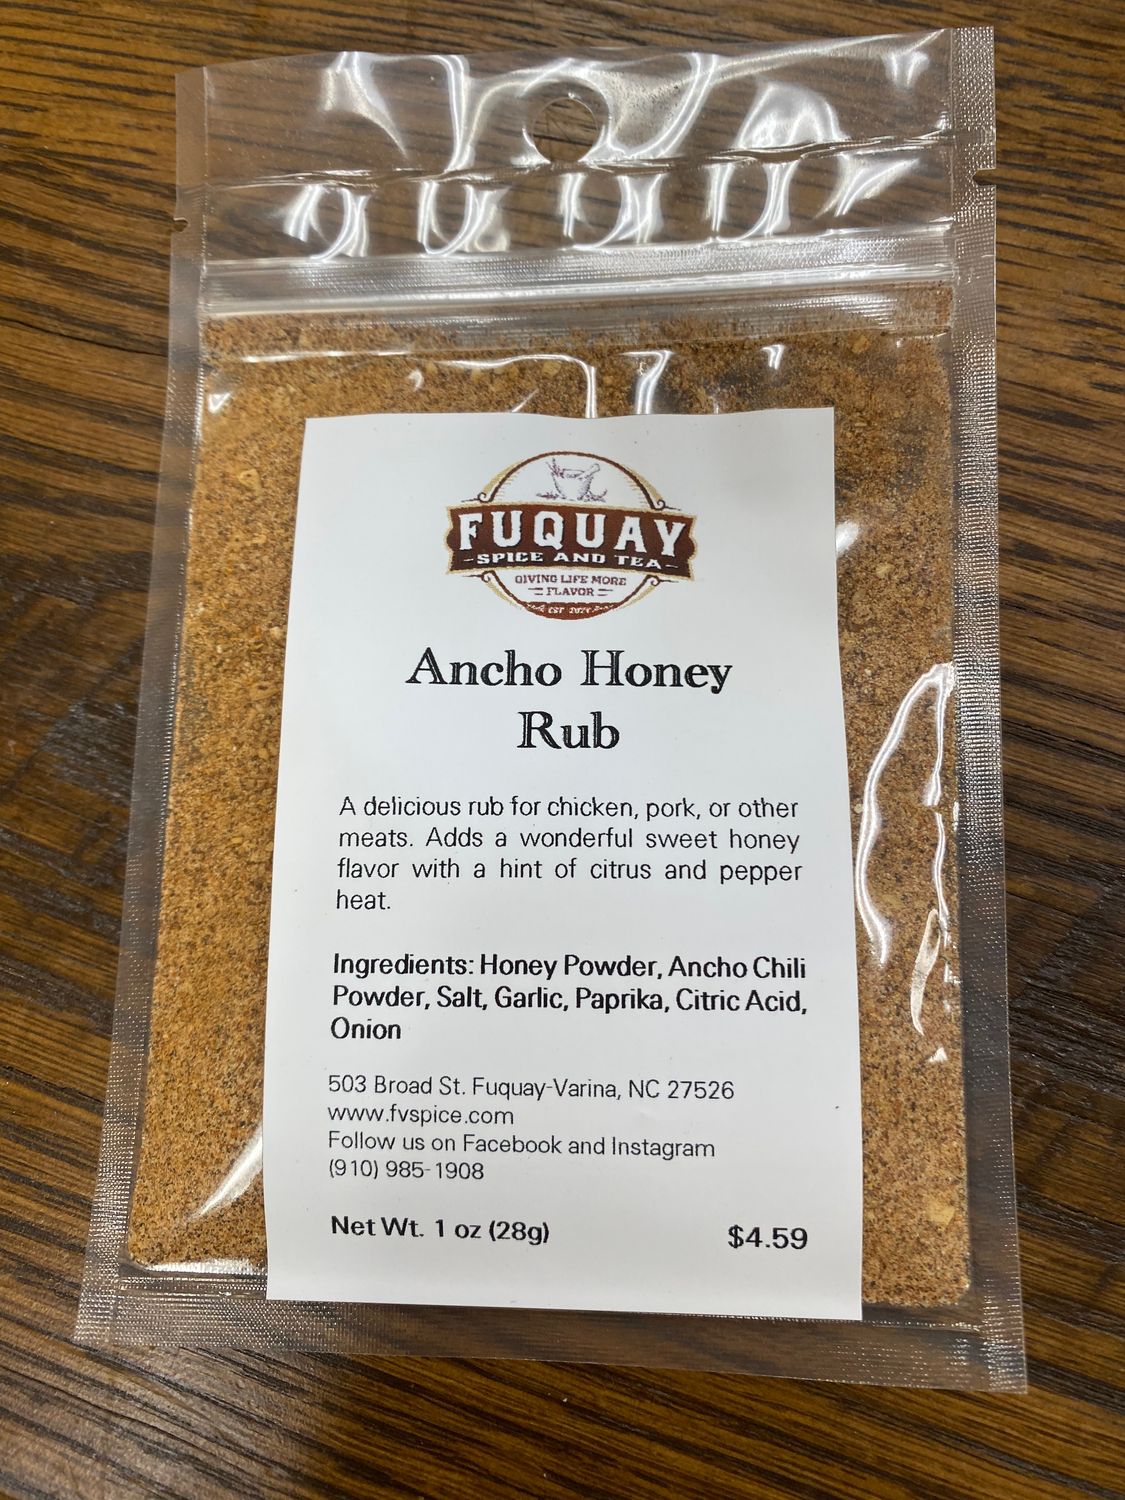 FUQUAY
SPICE AND TEA
GIVING LIFE MORE
FLAVOR
Ancho Honey
Rub
A delicious rub for chicken, pork, or other
meats. Adds a wonderful sweet honey
flavor with a hint of citrus and pepper
heat.
Ingredients: Honey Powder, Ancho Chili
Powder, Salt, Garlic, Paprika, Citric Acid,
Onion
503 Broad St. Fuquay-Varina, NC 27526
www.fvspice.com
Follow us on Facebook and Instagram
(910) 985-1908
Net Wt. 1 oz (28g) $4.59